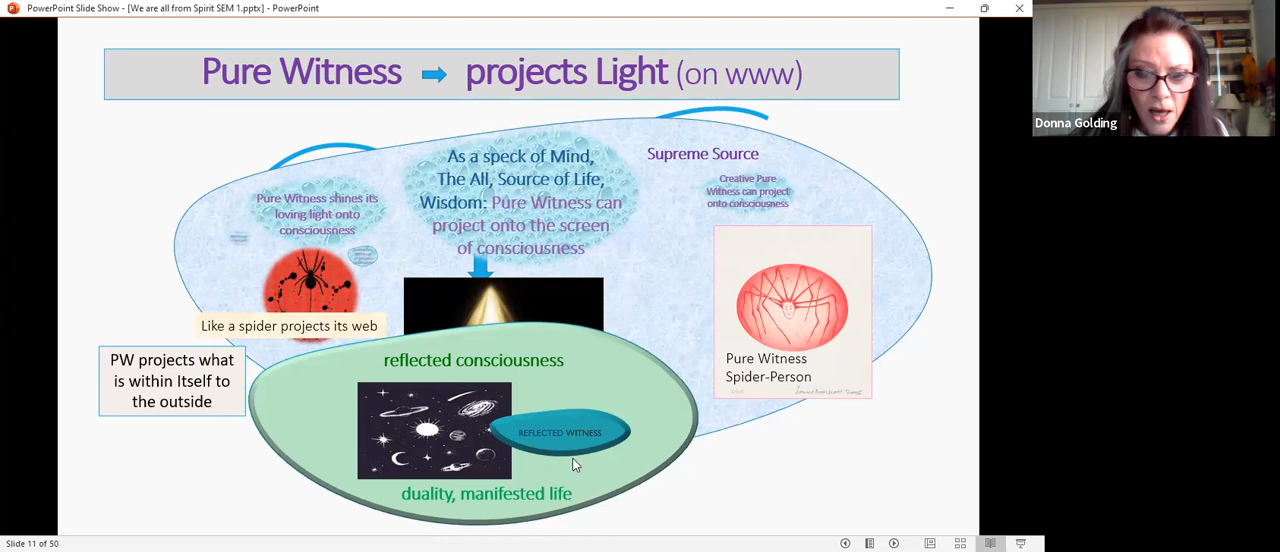 PowerPoint Slide Show - [We are all from Spirit SEM 1.pptx] - PowerPoint
Pure Witness projects Light (on www)
As a speck of Mind,
The All, Source of Life,
Wisdom: Pure Witness can
project onto the screen
of consciousness
Supreme Source
Creative Pure
Witness can project
onto consciousness
Pure Witness shines its
loving light onto
consciousness
Like a spider projects its web
PW projects what
is within Itself to
the outside
reflected consciousness
REFLECTED WITNESS
duality, manifested life
Pure Witness
Spider-Person
Donna Golding
Slide 11 of 50